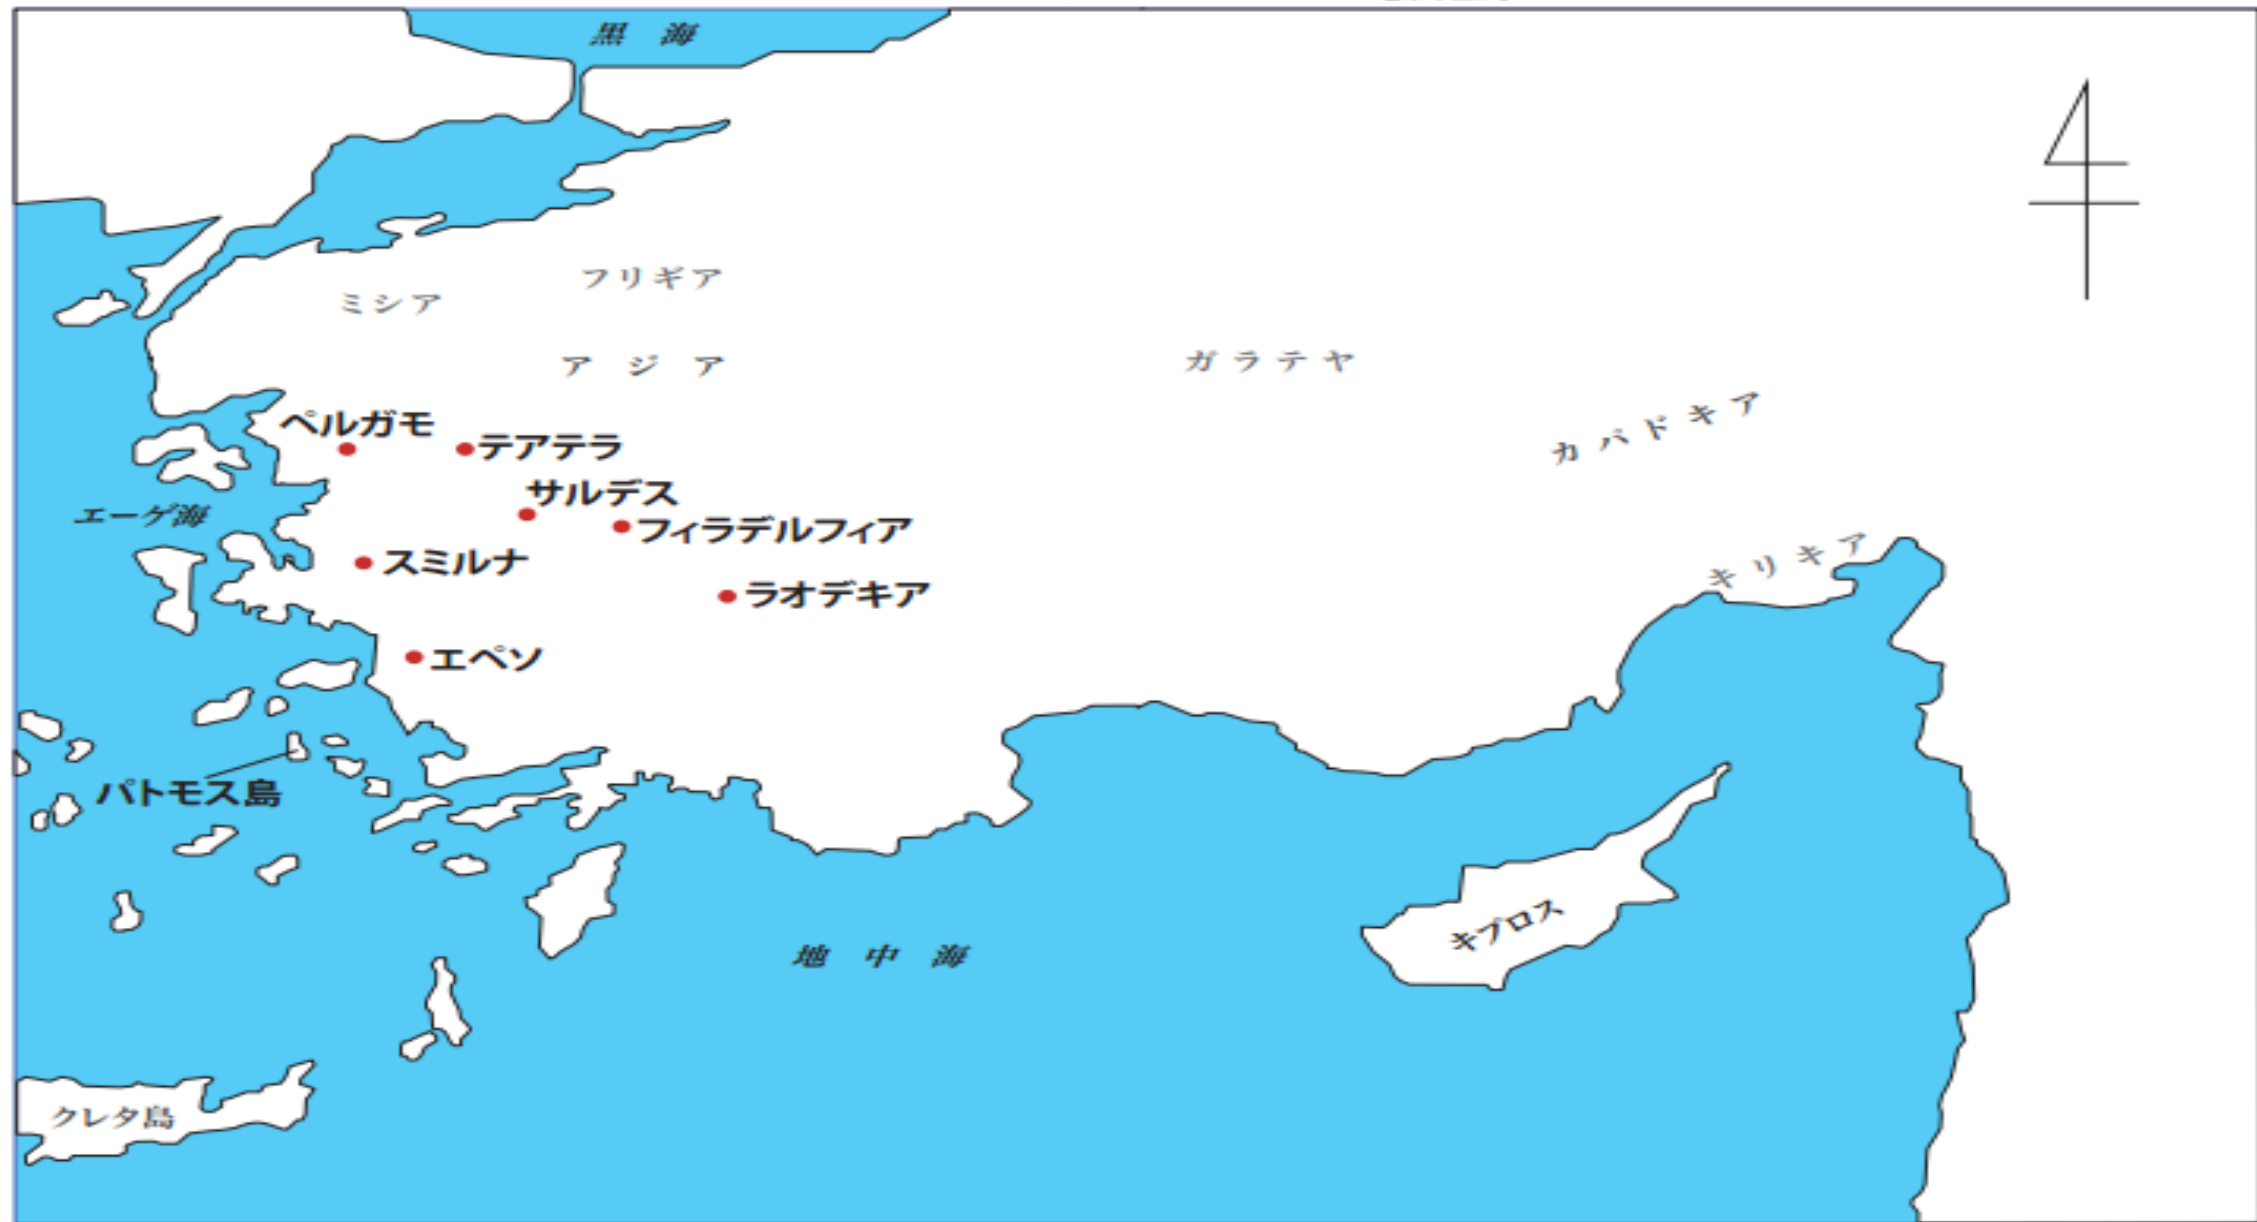 黒海
フリギア
ミシア
アジア
ガラテヤ
カパドキア
ペルガモ
テアテラ
サルデス
エーゲ海
フィラデルフィア
スミルナ
キリキア
ラオデキア
エペソ
パトモス島
キプロス
地中海
クレタ島